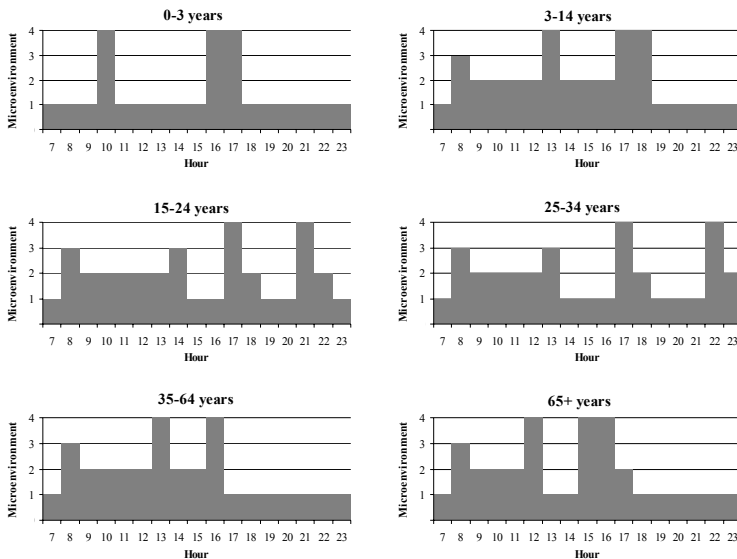 0-3 years
Microenvironment
4
3
2
1
7 8 9 10 11 12 13 14 15 16 17 18 19 20 21 22 23
Hour
3-14 years
Microenvironment
4
3
2
1
7 8 9 10 11 12 13 14 15 16 17 18 19 20 21 22 23
Hour
15-24 years
Microenvironment
4
3
2
1
7 8 9 10 11 12 13 14 15 16 17 18 19 20 21 22 23
Hour
25-34 years
Microenvironment
4
3
2
1
7 8 9 10 11 12 13 14 15 16 17 18 19 20 21 22 23
Hour
35-64 years
Microenvironment
4
3
2
1
7 8 9 10 11 12 13 14 15 16 17 18 19 20 21 22 23
Hour
65+ years
Microenvironment
4
3
2
1
7 8 9 10 11 12 13 14 15 16 17 18 19 20 21 22 23
Hour